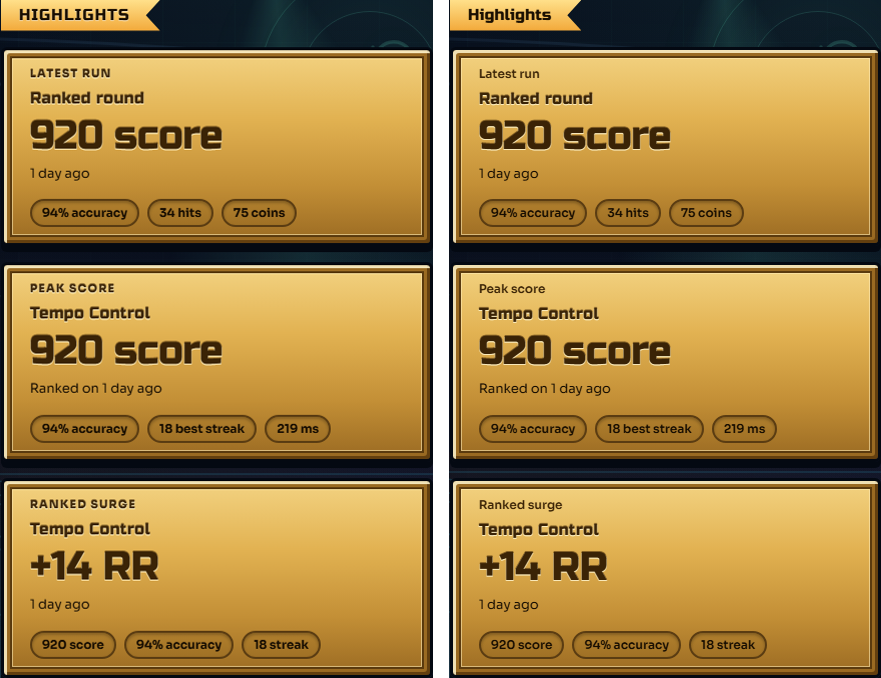 HIGHLIGHTS
LATEST RUN
Ranked round
920 score
1 day ago
94% accuracy 34 hits 75 coins
PEAK SCORE
Tempo Control
920 score
Ranked on 1 day ago
94% accuracy 18 best streak 219 ms
RANKED SURGE
Tempo Control
+14 RR
1 day ago
920 score 94% accuracy 18 streak
Highlights
Latest run
Ranked round
920 score
1 day ago
94% accuracy 34 hits 75 coins
Peak score
Tempo Control
920 score
Ranked on 1 day ago
94% accuracy 18 best streak 219 ms
Ranked surge
Tempo Control
+14 RR
1 day ago
920 score 94% accuracy 18 streak